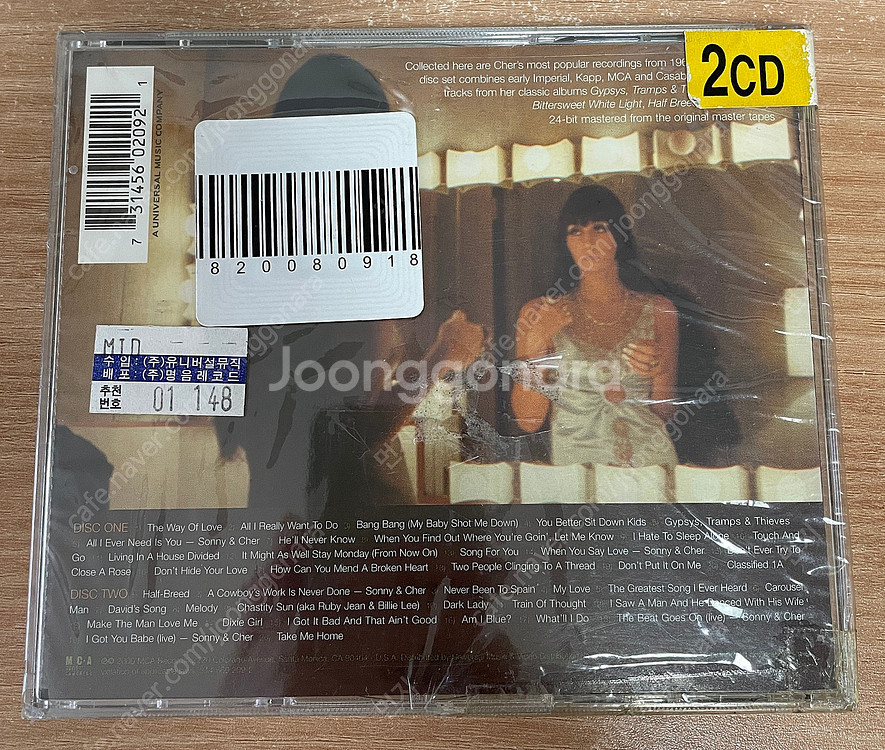 Collected here are Cher's most popular recordings from 196
disc set combines early Imperial, Kapp, MCA and Casab
tracks from her classic albums Gypsys, Tramps & T
Bittersweet White Light, Half Bree
24-bit mastered from the original master tapes
2CD
7 31456 02092 1
A UNIVERSAL MUSIC COMPANY
820080918
MID
수 입 : (주)유니버설뮤직
배 포 : (주)명음레코드
추천
번호 01 148
Joonggonara
cafe.naver.com/joonggonara
DISC ONE The Way Of Love All I Really Want To Do Bang Bang (My Baby Shot Me Down) You Better Sit Down Kids Gypsys, Tramps & Thieves
All I Ever Need Is You — Sonny & Cher He'll Never Know When You Find Out Where You're Goin', Let Me Know I Hate To Sleep Alone Touch And
Go Living In A House Divided It Might As Well Stay Monday (From Now On) Song For You When You Say Love — Sonny & Cher Ever Try To
Close A Rose Don't Hide Your Love How Can You Mend A Broken Heart Two People Clinging To A Thread Don't Put It On Me Classified 1A
DISC TWO Half-Breed A Cowboy's Work Is Never Done — Sonny & Cher Never Been To Spain My Love The Greatest Song I Ever Heard Carousel
Man David's Song Melody Chastity Sun (aka Ruby Jean & Billie Lee) Dark Lady Train Of Thought I Saw A Man And He Danced With His Wife
Make The Man Love Me Dixie Girl I Got It Bad And That Ain't Good Am I Blue? What'll I Do The Beat Goes On (live) — Sonny & Cher
I Got You Babe (live) — Sonny & Cher Take Me Home
MCA